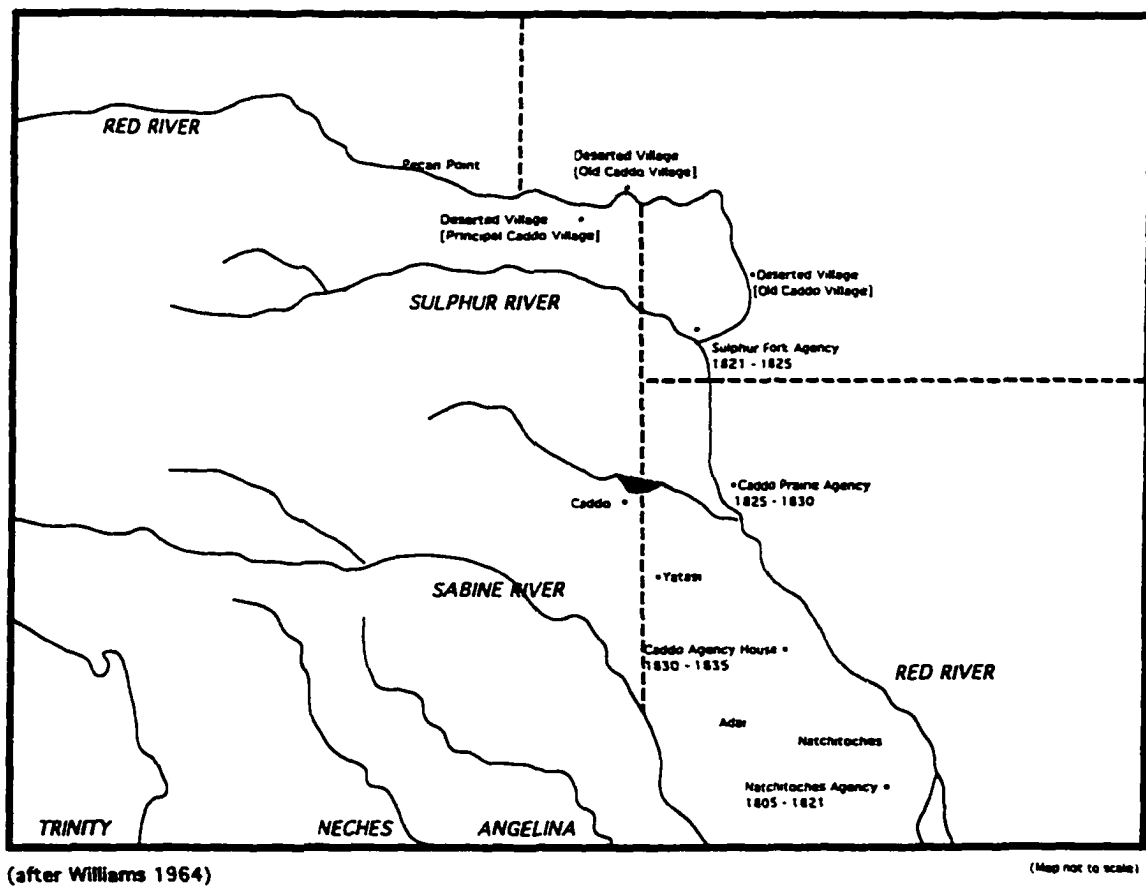 RED RIVER
Pecan Point
Deserted Village
[Old Caddo Village]
Deserted Village
[Principal Caddo Village]
Deserted Village
[Old Caddo Village]
SULPHUR RIVER
Sulphur Fort Agency
1821 - 1825
Caddo Prairie Agency
1825 - 1830
Caddo
Yatasi
SABINE RIVER
Caddo Agency House
1830 - 1835
RED RIVER
Adai
Natchitoches
Natchitoches Agency
1805 - 1821
TRINITY
NECHES
ANGELINA
(after Williams 1964)
(Map not to scale)